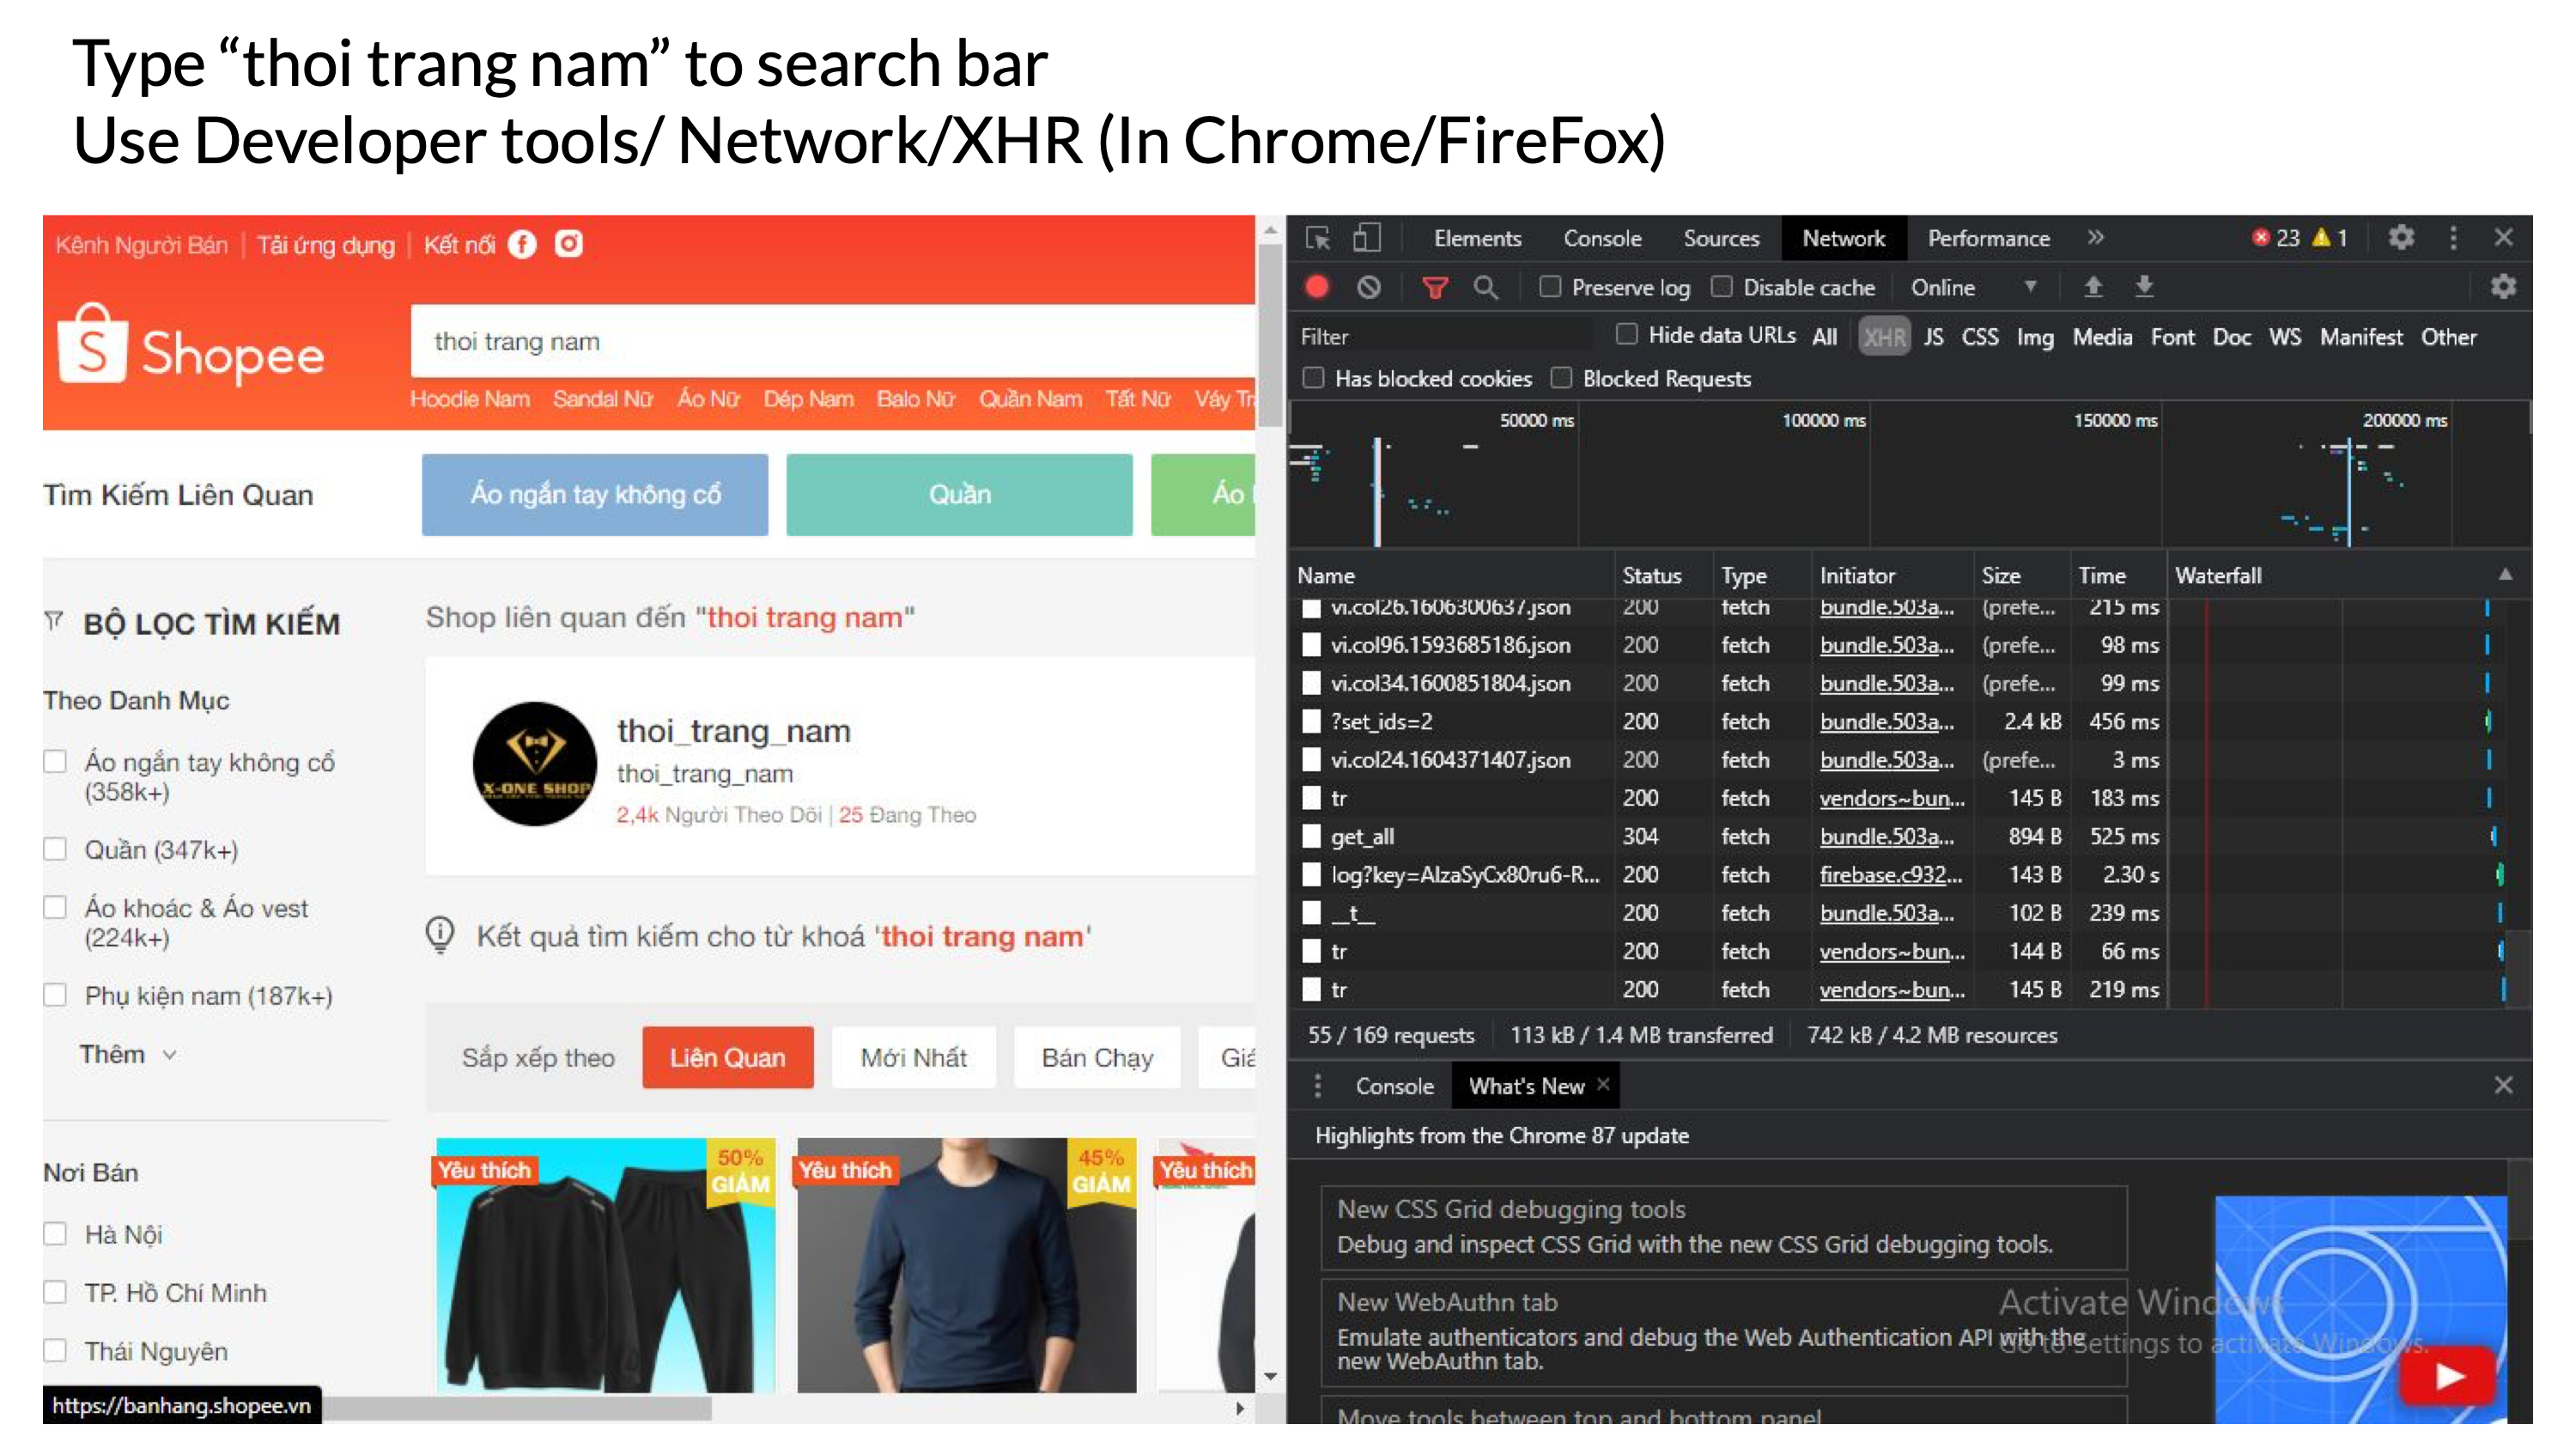 Type “thoi trang nam” to search bar
Use Developer tools/ Network/XHR (In Chrome/FireFox)
Kênh Người Bán | Tải ứng dụng | Kết nối
Shopee
thoi trang nam
Hoodie Nam Sandal Nữ Áo Nữ Dép Nam Balo Nữ Quần Nam Tất Nữ Váy
Tìm Kiếm Liên Quan
Áo ngắn tay không cổ
Quần
Áo
BỘ LỌC TÌM KIẾM
Theo Danh Mục
Áo ngắn tay không cổ
(358k+)
Quần (347k+)
Áo khoác & Áo vest
(224k+)
Phụ kiện nam (187k+)
Thêm
Nơi Bán
Hà Nội
TP. Hồ Chí Minh
Thái Nguyên
https://banhang.shopee.vn
Shop liên quan đến "thoi trang nam"
X-ONE SHOP
thoi_trang_nam
thoi_trang_nam
2,4k Người Theo Dõi | 25 Đang Theo
Kết quả tìm kiếm cho từ khoá 'thoi trang nam'
Sắp xếp theo Liên Quan Mới Nhất Bán Chạy Giá
Yêu thích 50% GIẢM
Yêu thích 45% GIẢM
Yêu thích
Elements Console Sources Network Performance » 23 1
Preserve log Disable cache Online
Filter Hide data URLs All XHR JS CSS Img Media Font Doc WS Manifest Other
Has blocked cookies Blocked Requests
50000 ms 100000 ms 150000 ms 200000 ms
Name Status Type Initiator Size Time Waterfall
vi.col26.1606300637.json 200 fetch bundle.503a... (prefe... 215 ms
vi.col96.1593685186.json 200 fetch bundle.503a... (prefe... 98 ms
vi.col34.1600851804.json 200 fetch bundle.503a... (prefe... 99 ms
?set_ids=2 200 fetch bundle.503a... 2.4 kB 456 ms
vi.col24.1604371407.json 200 fetch bundle.503a... (prefe... 3 ms
tr 200 fetch vendors~bun... 145 B 183 ms
get_all 304 fetch bundle.503a... 894 B 525 ms
log?key=AIzaSyCx80ru6-R... 200 fetch firebase.c932... 143 B 2.30 s
__t__ 200 fetch bundle.503a... 102 B 239 ms
tr 200 fetch vendors~bun... 144 B 66 ms
tr 200 fetch vendors~bun... 145 B 219 ms
55 / 169 requests 113 kB / 1.4 MB transferred 742 kB / 4.2 MB resources
Console What's New
Highlights from the Chrome 87 update
New CSS Grid debugging tools
Debug and inspect CSS Grid with the new CSS Grid debugging tools.
New WebAuthn tab
Emulate authenticators and debug the Web Authentication API with the
new WebAuthn tab.
Move tools between top and bottom panel
Activate Windows
Go to Settings to activate Windows.